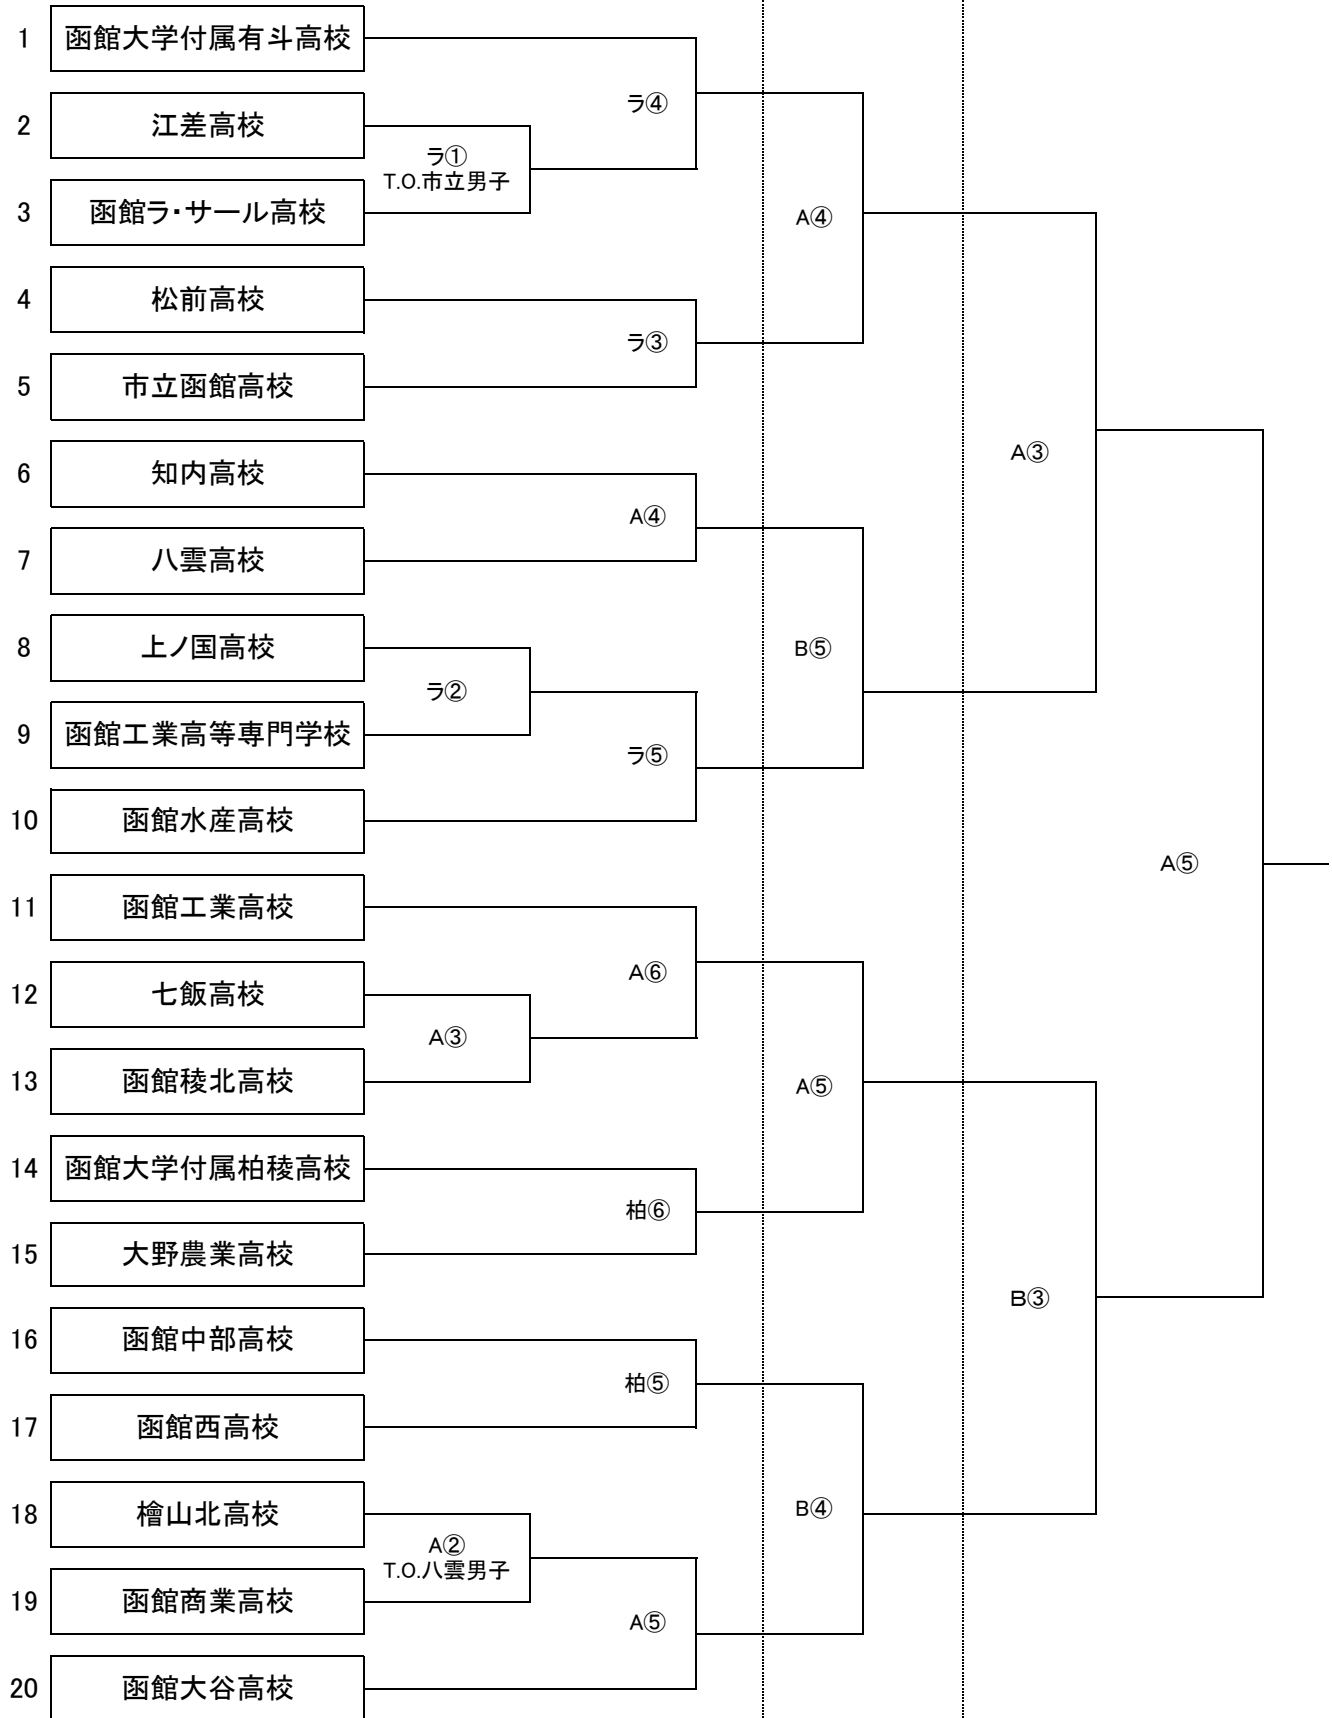 1 函館大学付属有斗高校
ラ④
2 江差高校
ラ①
T.O.市立男子
3 函館ラ・サール高校
A④
4 松前高校
ラ③
5 市立函館高校
A③
6 知内高校
A④
7 八雲高校
8 上ノ国高校
B⑤
ラ②
9 函館工業高等専門学校
ラ⑤
10 函館水産高校
A⑤
11 函館工業高校
A⑥
12 七飯高校
A③
13 函館稜北高校
A⑤
14 函館大学付属柏稜高校
柏⑥
15 大野農業高校
B③
16 函館中部高校
柏⑤
17 函館西高校
18 檜山北高校
B④
A②
T.O.八雲男子
19 函館商業高校
A⑤
20 函館大谷高校